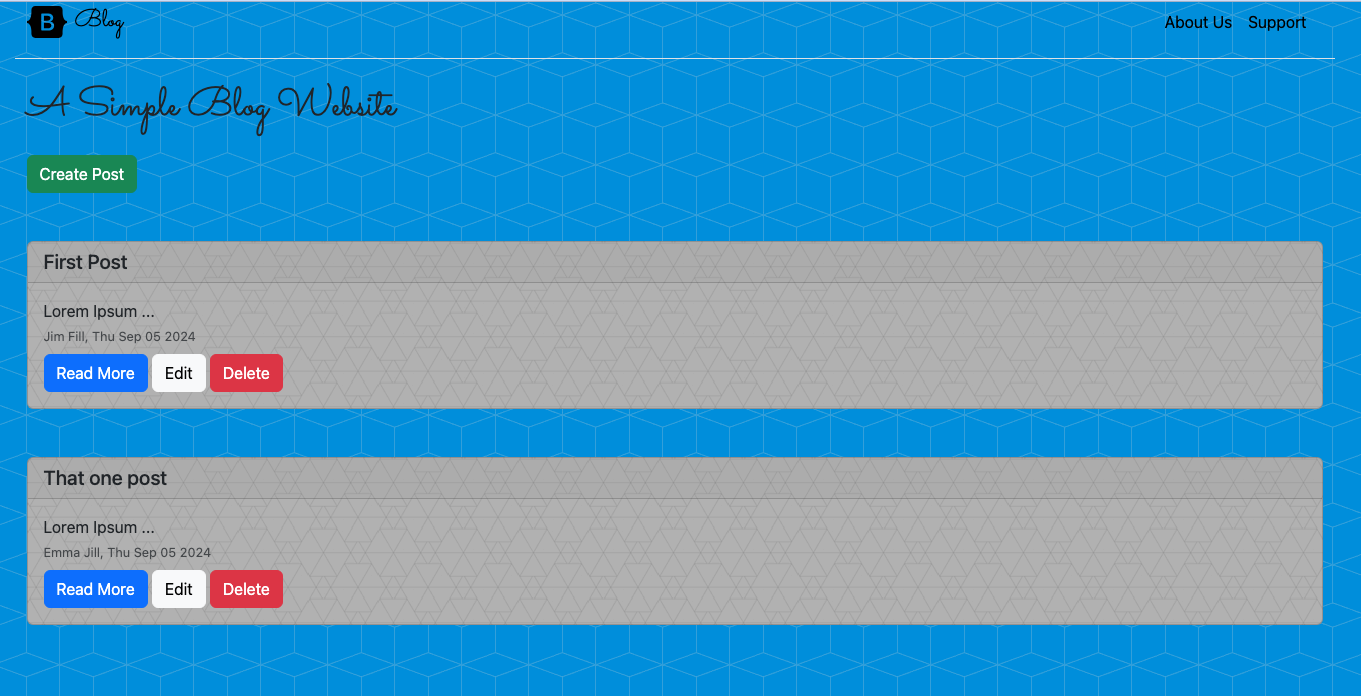 B Blog About Us Support
A Simple Blog Website
Create Post
First Post
Lorem Ipsum ...
Jim Fill, Thu Sep 05 2024
Read More Edit Delete
That one post
Lorem Ipsum ...
Emma Jill, Thu Sep 05 2024
Read More Edit Delete